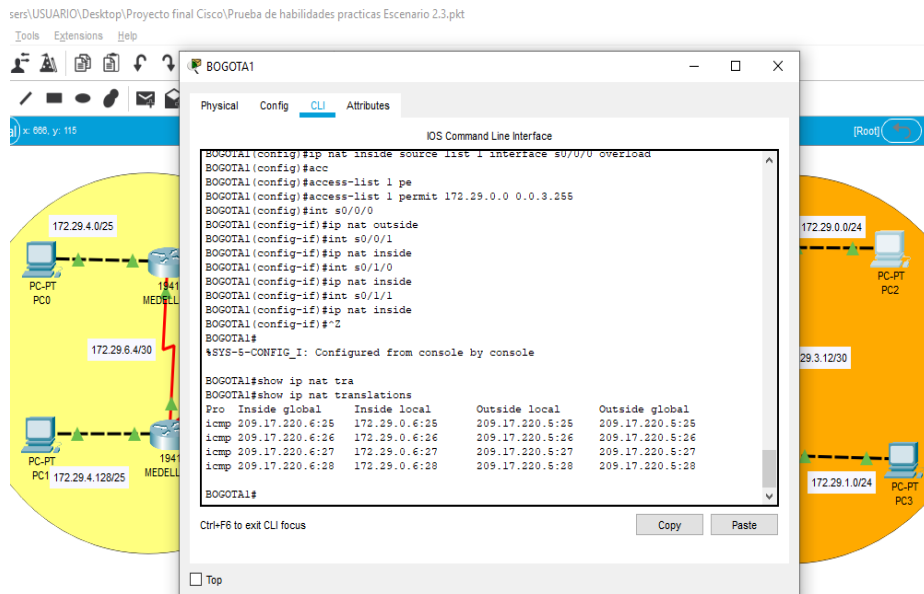 sers\USUARIO\Desktop\Proyecto final Cisco\Prueba de habilidades practicas Escenario 2.3.pkt
Tools Extensions Help
BOGOTA1
Physical Config CLI Attributes
x: 666, y: 115
[Root]
IOS Command Line Interface
BOGOTA1(config)#ip nat inside source list 1 interface s0/0/0 overload
BOGOTA1(config)#acc
BOGOTA1(config)#access-list 1 pe
BOGOTA1(config)#access-list 1 permit 172.29.0.0 0.0.3.255
BOGOTA1(config)#int s0/0/0
BOGOTA1(config-if)#ip nat outside
BOGOTA1(config-if)#int s0/0/1
BOGOTA1(config-if)#ip nat inside
BOGOTA1(config-if)#int s0/1/0
BOGOTA1(config-if)#ip nat inside
BOGOTA1(config-if)#int s0/1/1
BOGOTA1(config-if)#ip nat inside
BOGOTA1(config-if)#^Z
BOGOTA1#
%SYS-5-CONFIG_I: Configured from console by console
BOGOTA1#show ip nat tra
BOGOTA1#show ip nat translations
Pro Inside global Inside local Outside local Outside global
icmp 209.17.220.6:25 172.29.0.6:25 209.17.220.5:25 209.17.220.5:25
icmp 209.17.220.6:26 172.29.0.6:26 209.17.220.5:26 209.17.220.5:26
icmp 209.17.220.6:27 172.29.0.6:27 209.17.220.5:27 209.17.220.5:27
icmp 209.17.220.6:28 172.29.0.6:28 209.17.220.5:28 209.17.220.5:28
BOGOTA1#
Ctrl+F6 to exit CLI focus
Copy
Paste
Top
172.29.4.0/25
PC-PT
PC0
1941
MEDELL
172.29.6.4/30
PC-PT
PC1
172.29.4.128/25
1941
MEDELL
172.29.0.0/24
PC-PT
PC2
29.3.12/30
172.29.1.0/24
PC-PT
PC3